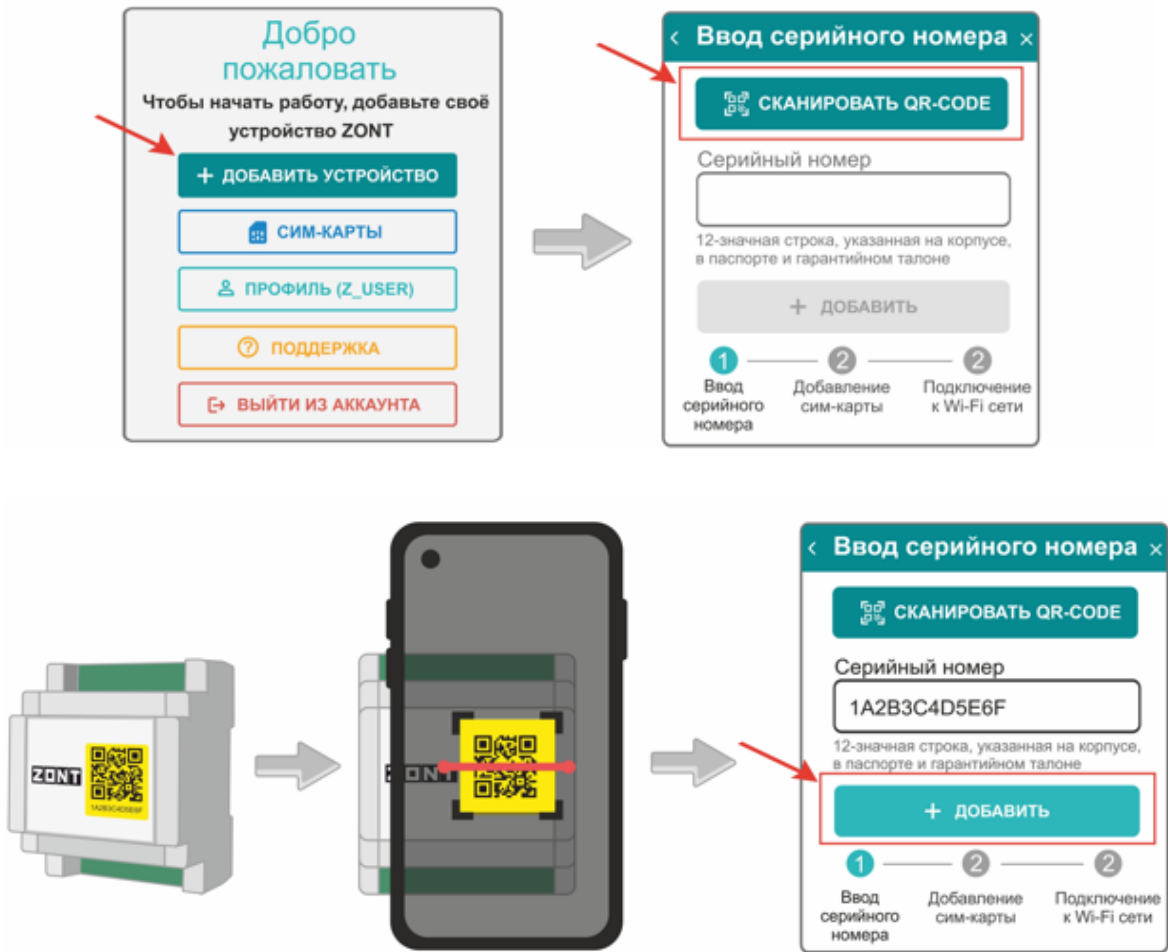 Добро
пожаловать
Чтобы начать работу, добавьте своё
устройство ZONT
+ ДОБАВИТЬ УСТРОЙСТВО
СИМ-КАРТЫ
ПРОФИЛЬ (Z_USER)
ПОДДЕРЖКА
ВЫЙТИ ИЗ АККАУНТА
< Ввод серийного номера ×
СКАНИРОВАТЬ QR-CODE
Серийный номер
12-значная строка, указанная на корпусе,
в паспорте и гарантийном талоне
+ ДОБАВИТЬ
1 2 2
Ввод
серийного
номера
Добавление
сим-карты
Подключение
к Wi-Fi сети
ZONT
1A2B3C4D5E6F
ZONT
< Ввод серийного номера ×
СКАНИРОВАТЬ QR-CODE
Серийный номер
1A2B3C4D5E6F
12-значная строка, указанная на корпусе,
в паспорте и гарантийном талоне
+ ДОБАВИТЬ
1 2 2
Ввод
серийного
номера
Добавление
сим-карты
Подключение
к Wi-Fi сети